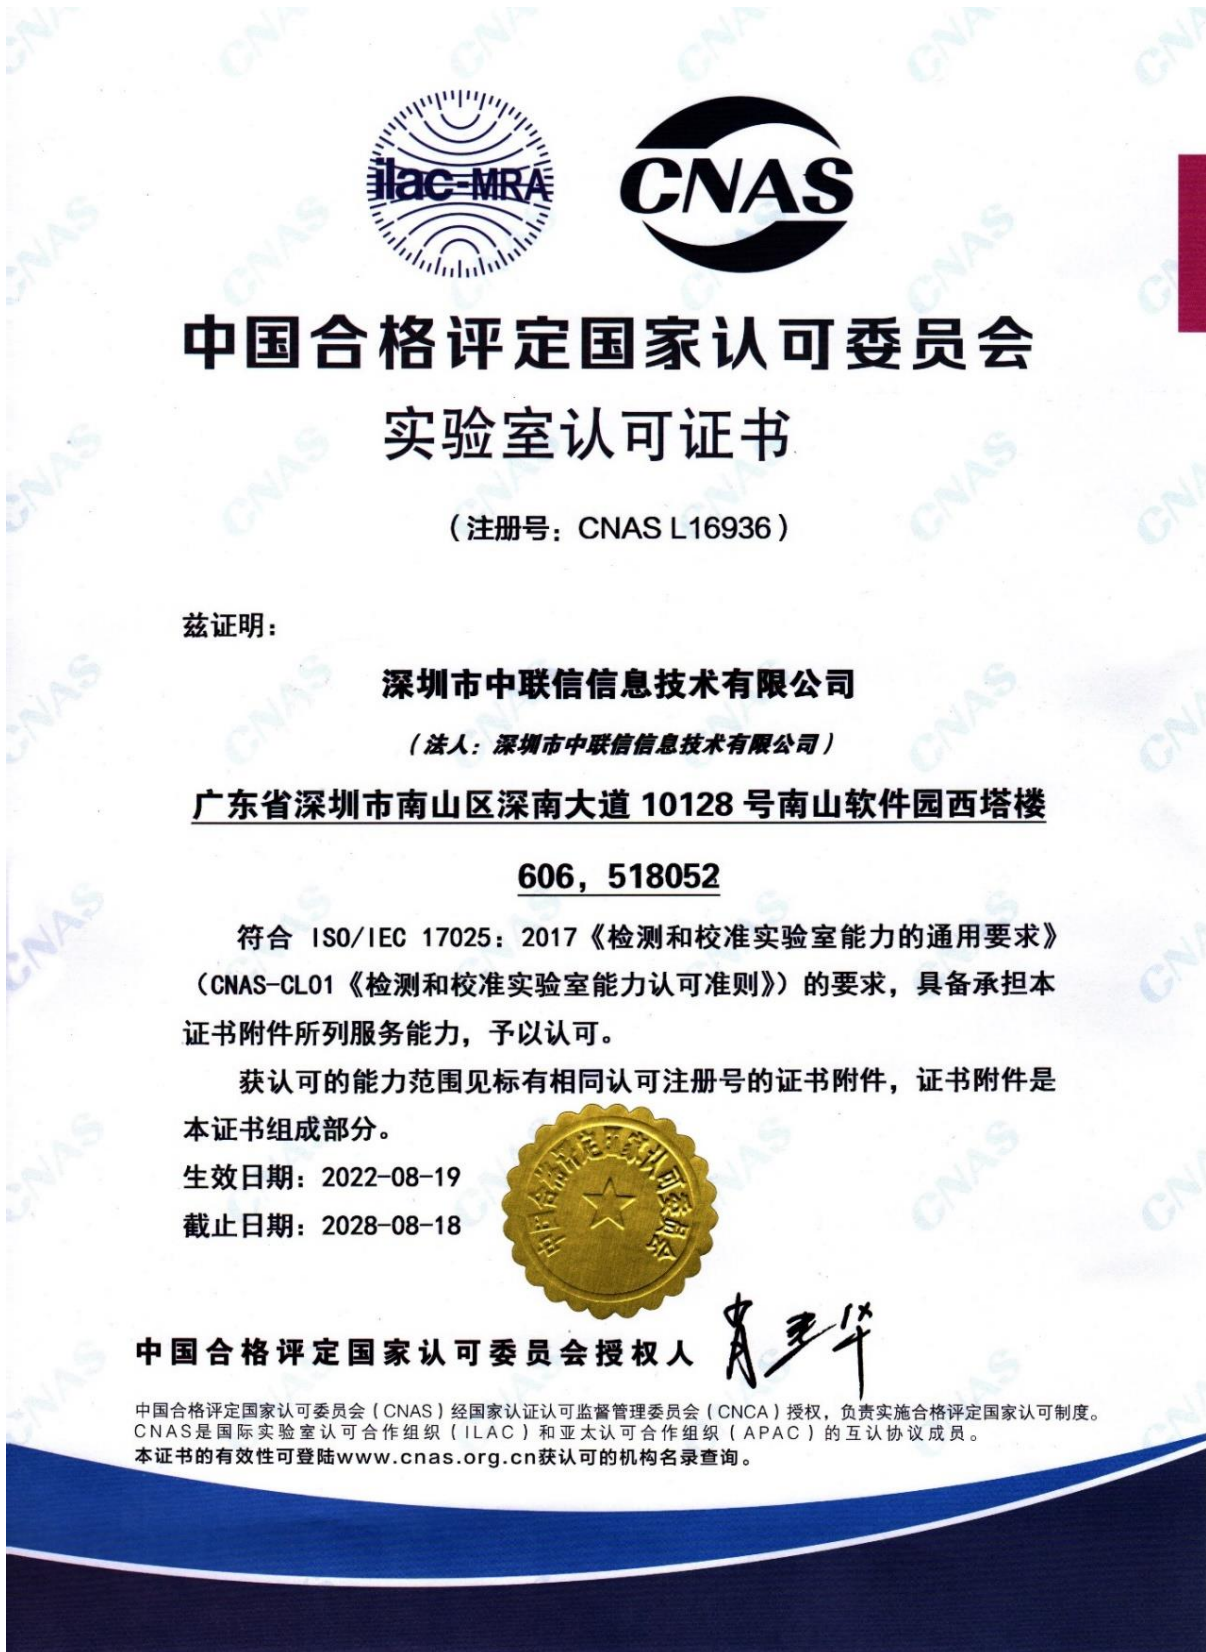 ilac-MRA
CNAS
中国合格评定国家认可委员会
实验室认可证书
（注册号：CNAS L16936）
兹证明：
深圳市中联信信息技术有限公司
（法人：深圳市中联信信息技术有限公司）
广东省深圳市南山区深南大道 10128 号南山软件园西塔楼
606，518052
符合 ISO/IEC 17025：2017《检测和校准实验室能力的通用要求》
（CNAS-CL01《检测和校准实验室能力认可准则》）的要求，具备承担本
证书附件所列服务能力，予以认可。
获认可的能力范围见标有相同认可注册号的证书附件，证书附件是
本证书组成部分。
生效日期：2022-08-19
截止日期：2028-08-18
中国合格评定国家认可委员会
中国合格评定国家认可委员会授权人
中国合格评定国家认可委员会（CNAS）经国家认证认可监督管理委员会（CNCA）授权，负责实施合格评定国家认可制度。
CNAS是国际实验室认可合作组织（ILAC）和亚太认可合作组织（APAC）的互认协议成员。
本证书的有效性可登陆www.cnas.org.cn获认可的机构名录查询。